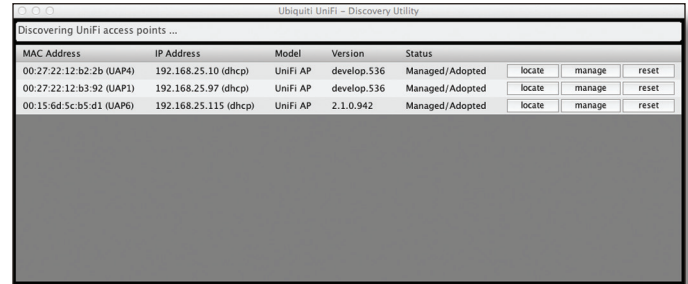 Ubiquiti UniFi – Discovery Utility
Discovering UniFi access points ...
MAC Address IP Address Model Version Status
00:27:22:12:b2:2b (UAP4) 192.168.25.10 (dhcp) UniFi AP develop.536 Managed/Adopted locate manage reset
00:27:22:12:b3:92 (UAP1) 192.168.25.97 (dhcp) UniFi AP develop.536 Managed/Adopted locate manage reset
00:15:6d:5c:b5:d1 (UAP6) 192.168.25.115 (dhcp) UniFi AP 2.1.0.942 Managed/Adopted locate manage reset